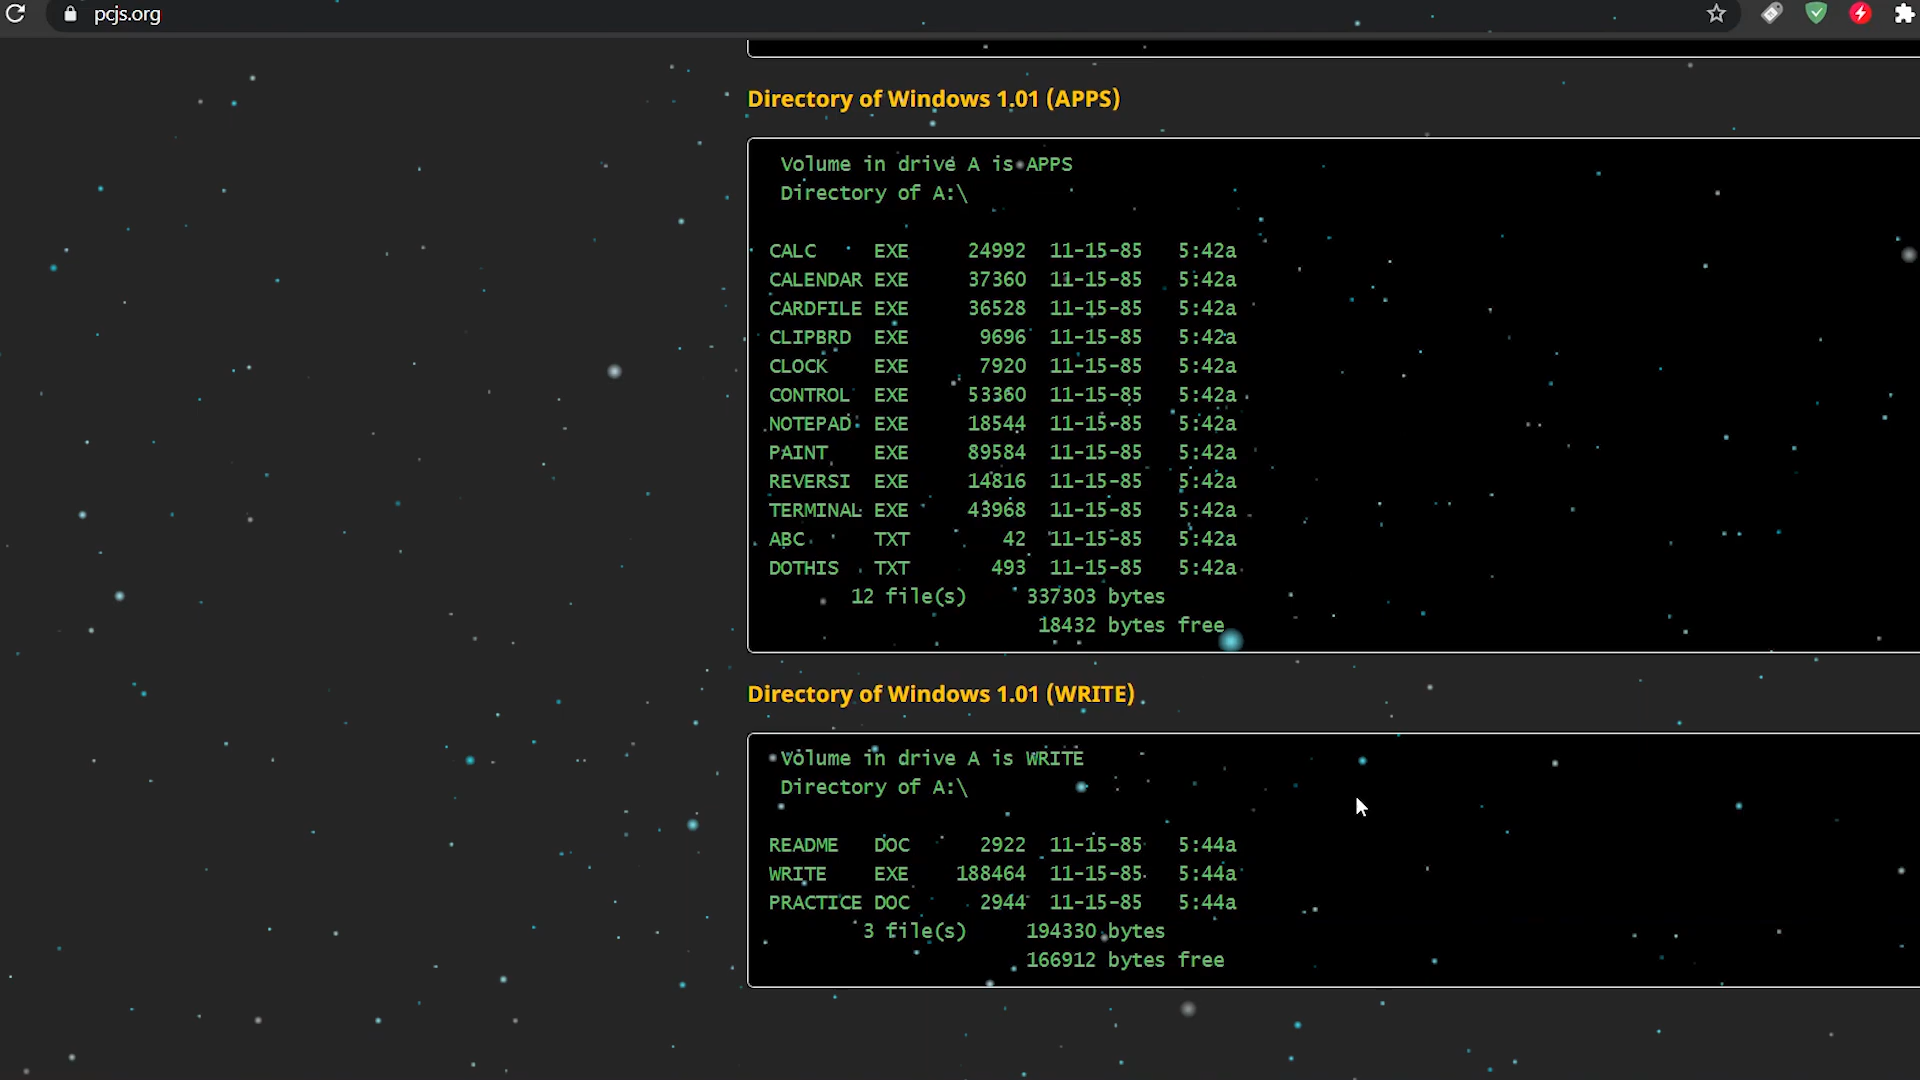 pcjs.org
Directory of Windows 1.01 (APPS)
Volume in drive A is APPS
Directory of A:\
CALC EXE 24992 11-15-85 5:42a
CALENDAR EXE 37360 11-15-85 5:42a
CARDFILE EXE 36528 11-15-85 5:42a
CLIPBRD EXE 9696 11-15-85 5:42a
CLOCK EXE 7920 11-15-85 5:42a
CONTROL EXE 53360 11-15-85 5:42a
NOTEPAD EXE 18544 11-15-85 5:42a
PAINT EXE 89584 11-15-85 5:42a
REVERSI EXE 14816 11-15-85 5:42a
TERMINAL EXE 43968 11-15-85 5:42a
ABC TXT 42 11-15-85 5:42a
DOTHIS TXT 493 11-15-85 5:42a
12 file(s) 337303 bytes
18432 bytes free
Directory of Windows 1.01 (WRITE)
Volume in drive A is WRITE
Directory of A:\
README DOC 2922 11-15-85 5:44a
WRITE EXE 188464 11-15-85 5:44a
PRACTICE DOC 2944 11-15-85 5:44a
3 file(s) 194330 bytes
166912 bytes free